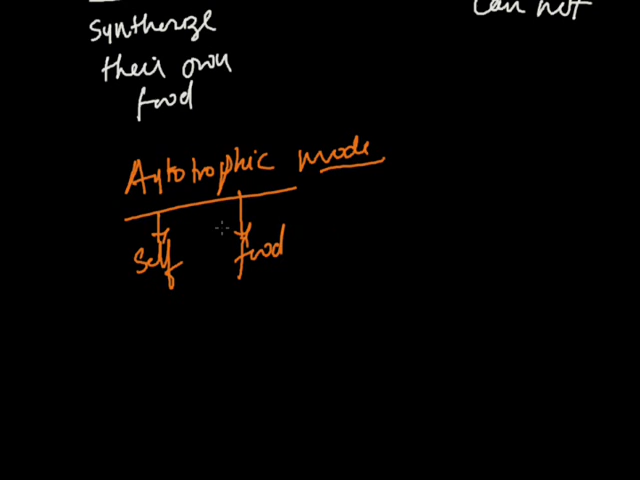 can not
Synthesize
their own
food
Autotrophic mode
self food